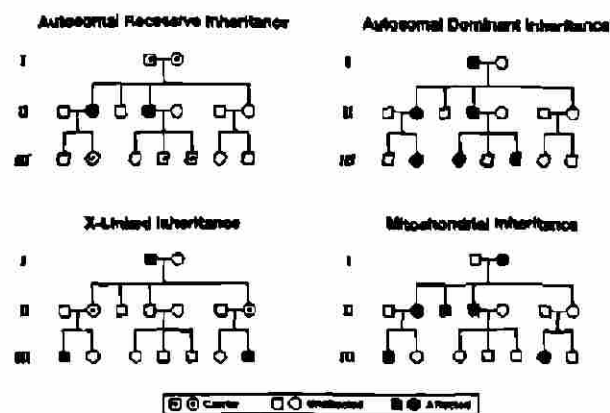 Autosomal Recessive Inheritance
Autosomal Dominant Inheritance
I
II
III
I
II
III
X-Linked Inheritance
Mitochondrial Inheritance
I
II
III
I
II
III
Carrier Unaffected Affected